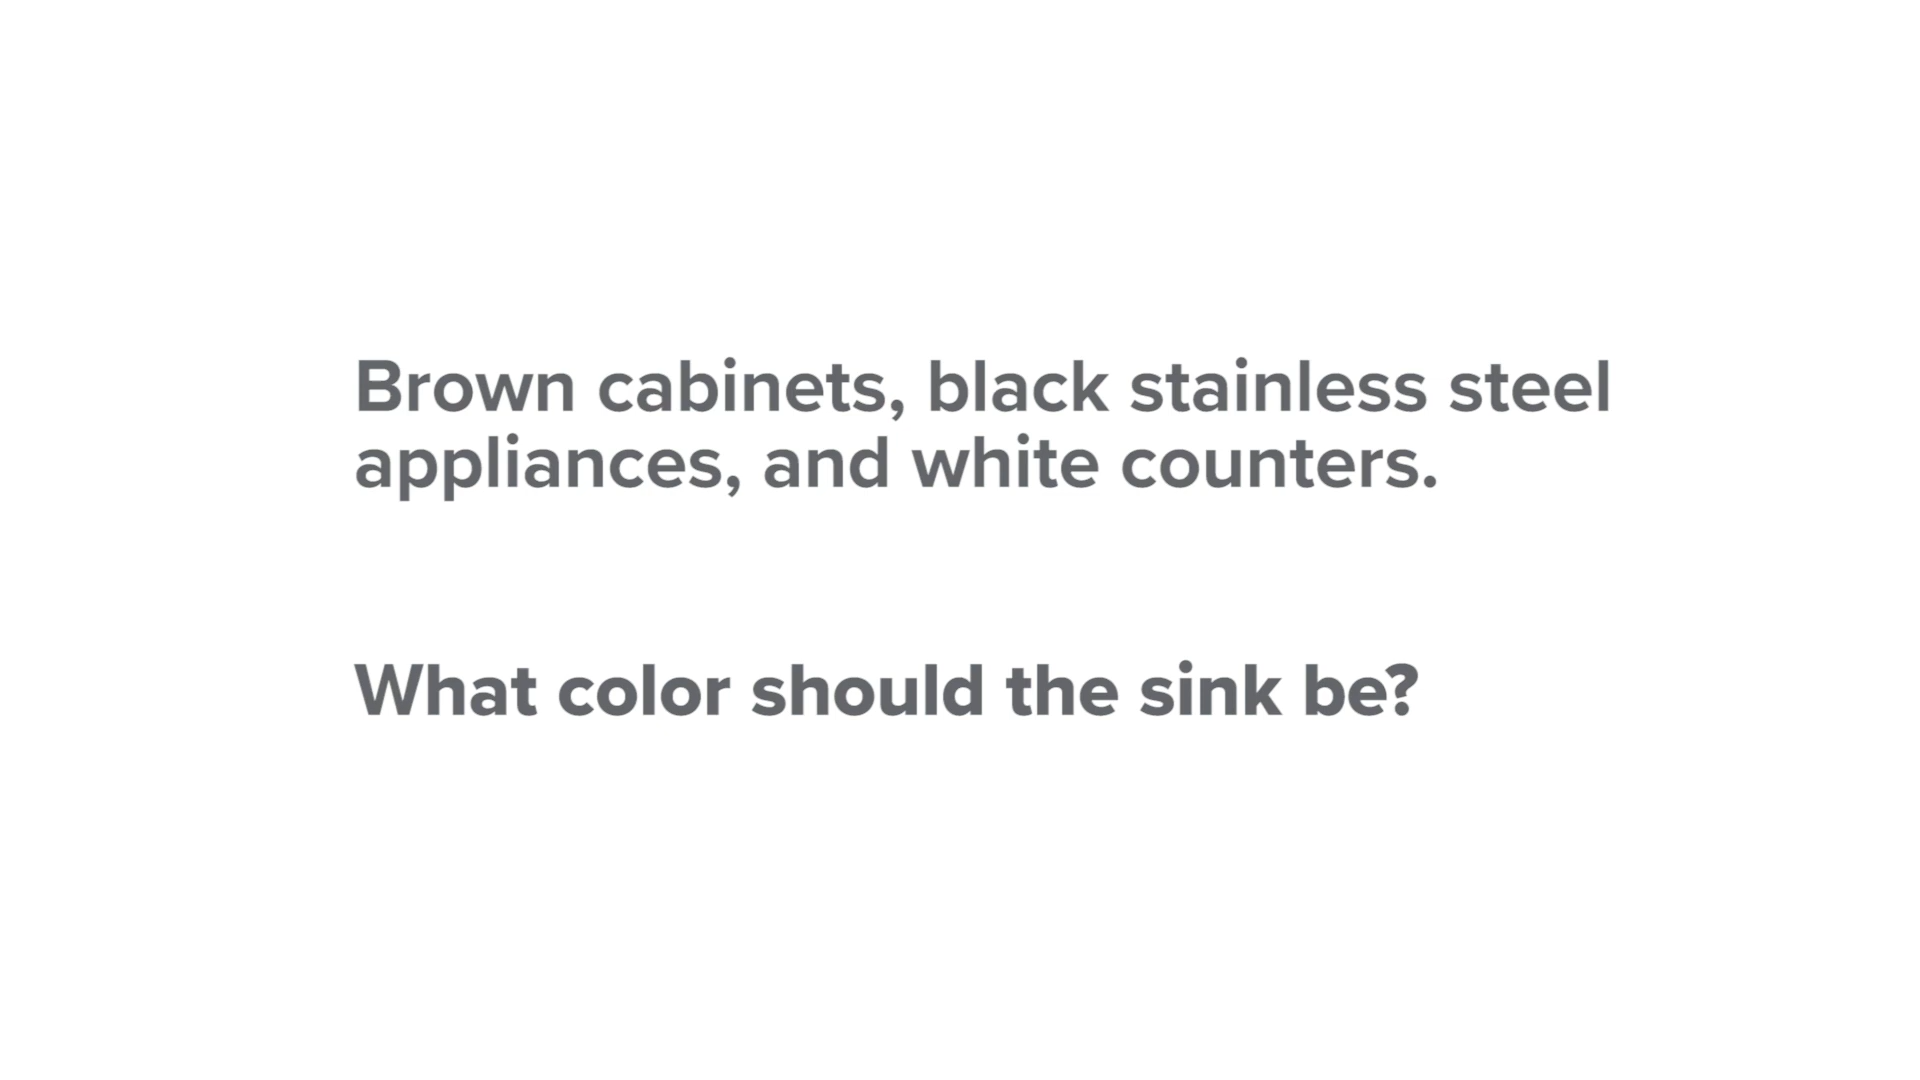 Brown cabinets, black stainless steel
appliances, and white counters.
What color should the sink be?